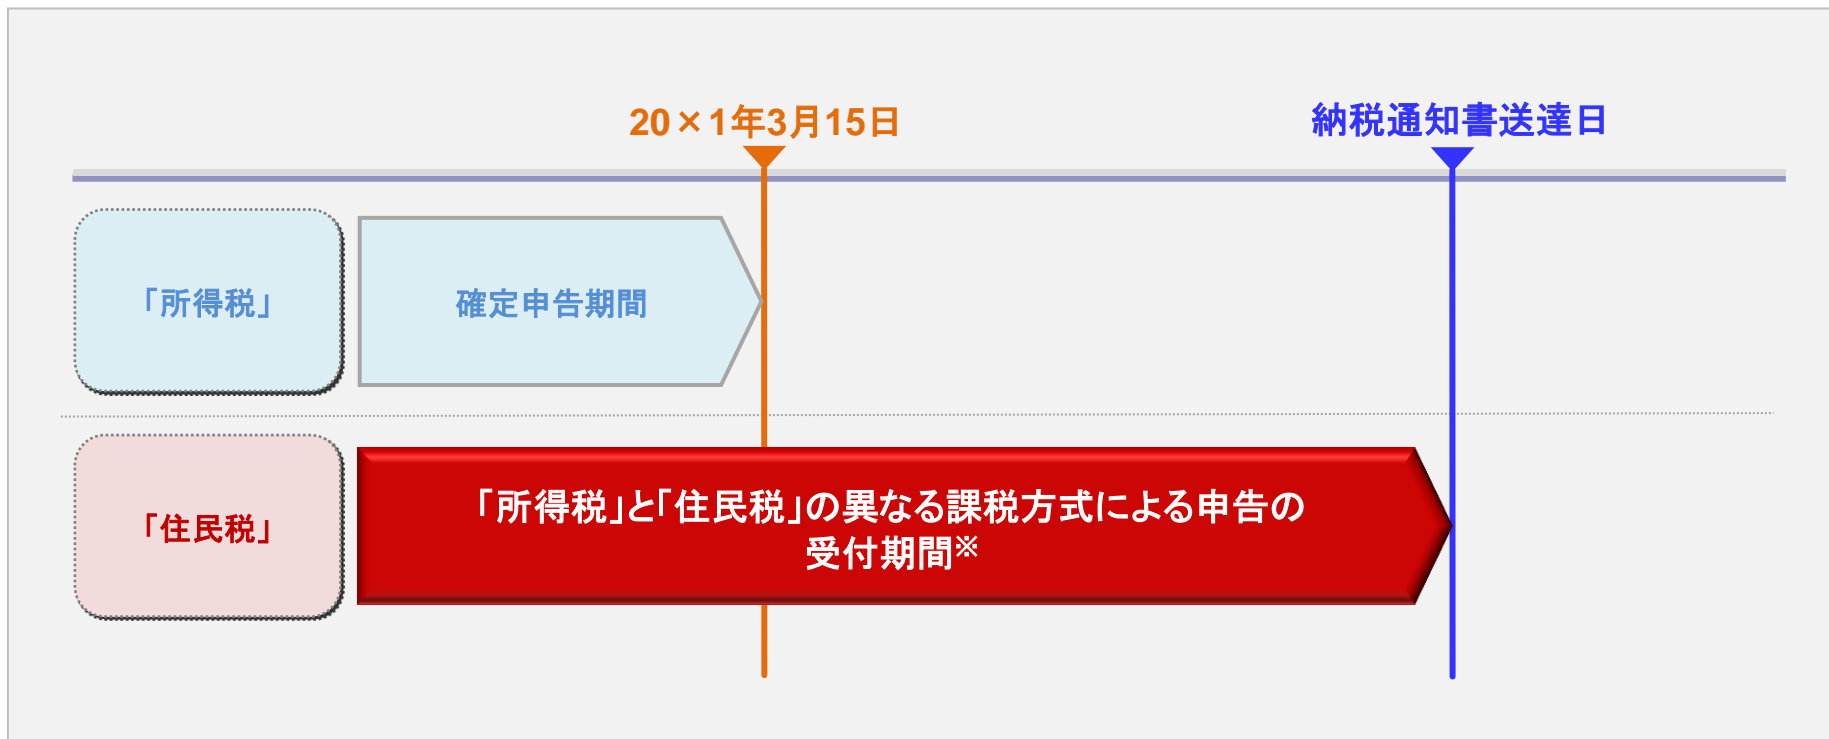 20×1年3月15日
納税通知書送達日
「所得税」
確定申告期間
「住民税」
「所得税」と「住民税」の異なる課税方式による申告の
受付期間※